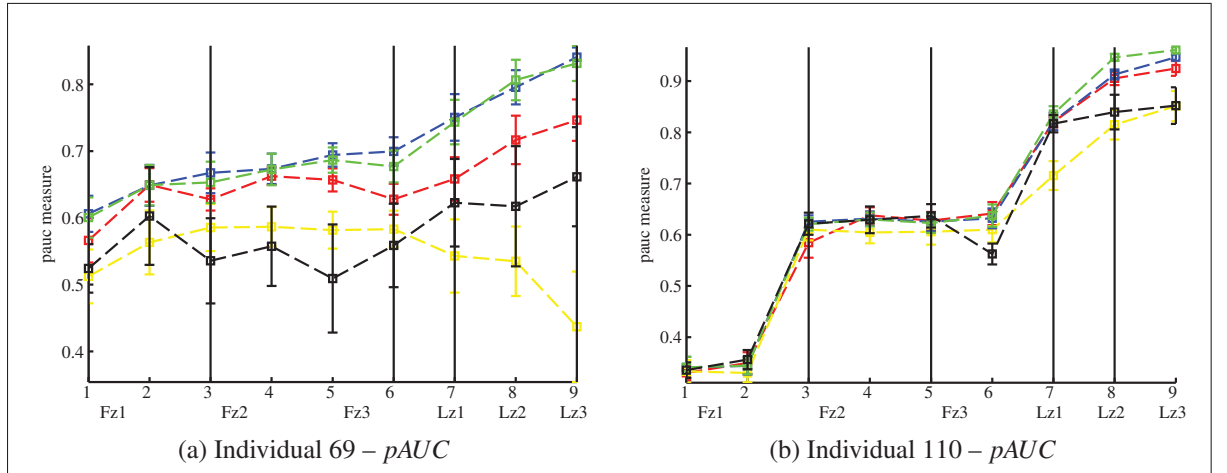 0.8
0.7
0.6
0.5
0.4
pauc measure
1 2 3 4 5 6 7 8 9
Fz1 Fz2 Fz3 Lz1 Lz2 Lz3
(a) Individual 69 – pAUC
0.9
0.8
0.7
0.6
0.5
0.4
pauc measure
1 2 3 4 5 6 7 8 9
Fz1 Fz2 Fz3 Lz1 Lz2 Lz3
(b) Individual 110 – pAUC